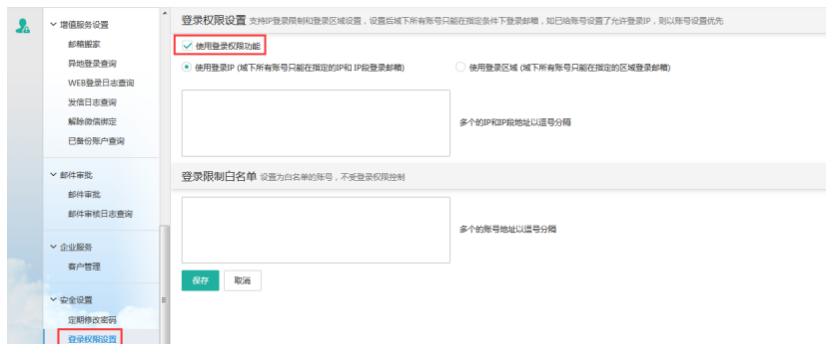 增值服务设置
邮箱搬家
异地登录查询
WEB登录日志查询
发信日志查询
解除微信绑定
已备份账户查询
邮件审批
邮件审批
邮件审核日志查询
企业服务
客户管理
安全设置
定期修改密码
登录权限设置
登录权限设置 支持IP登录限制和登录区域设置，设置后域下所有账号只能在指定条件下登录邮箱，如已给账号设置了允许登录IP，则以账号设置优先
使用登录权限功能
使用登录IP (域下所有账号只能在指定的IP和 IP段登录邮箱) 使用登录区域 (域下所有账号只能在指定的区域登录邮箱)
多个的IP和IP段地址以逗号分隔
登录限制白名单 设置为白名单的账号，不受登录权限控制
多个的账号地址以逗号分隔
保存 取消